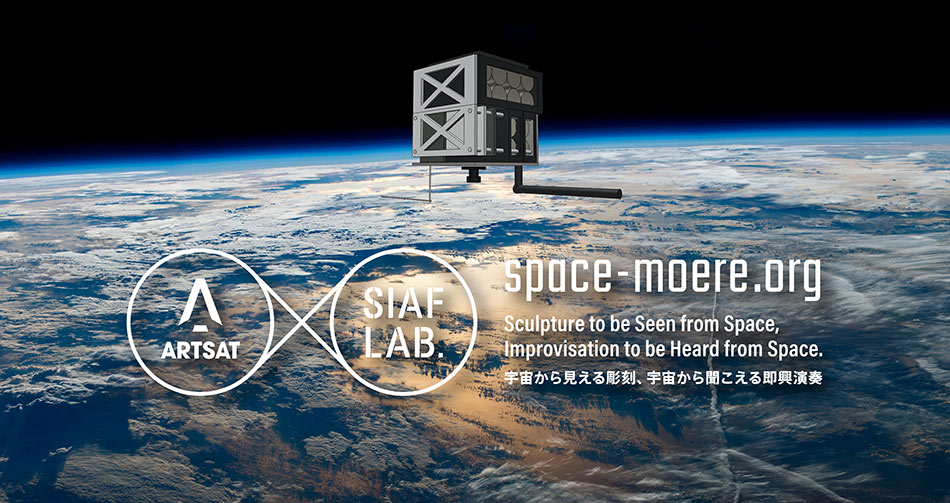 ARTSAT
SIAF
LAB.
space-moere.org
Sculpture to be Seen from Space,
Improvisation to be Heard from Space.
宇宙から見える彫刻、宇宙から聞こえる即興演奏